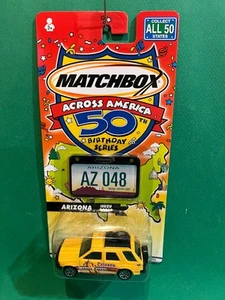 COLLECT
ALL 50
STATES
MATCHBOX
ACROSS AMERICA
50TH
BIRTHDAY
SERIES
ARIZONA
AZ 048
ARIZONA